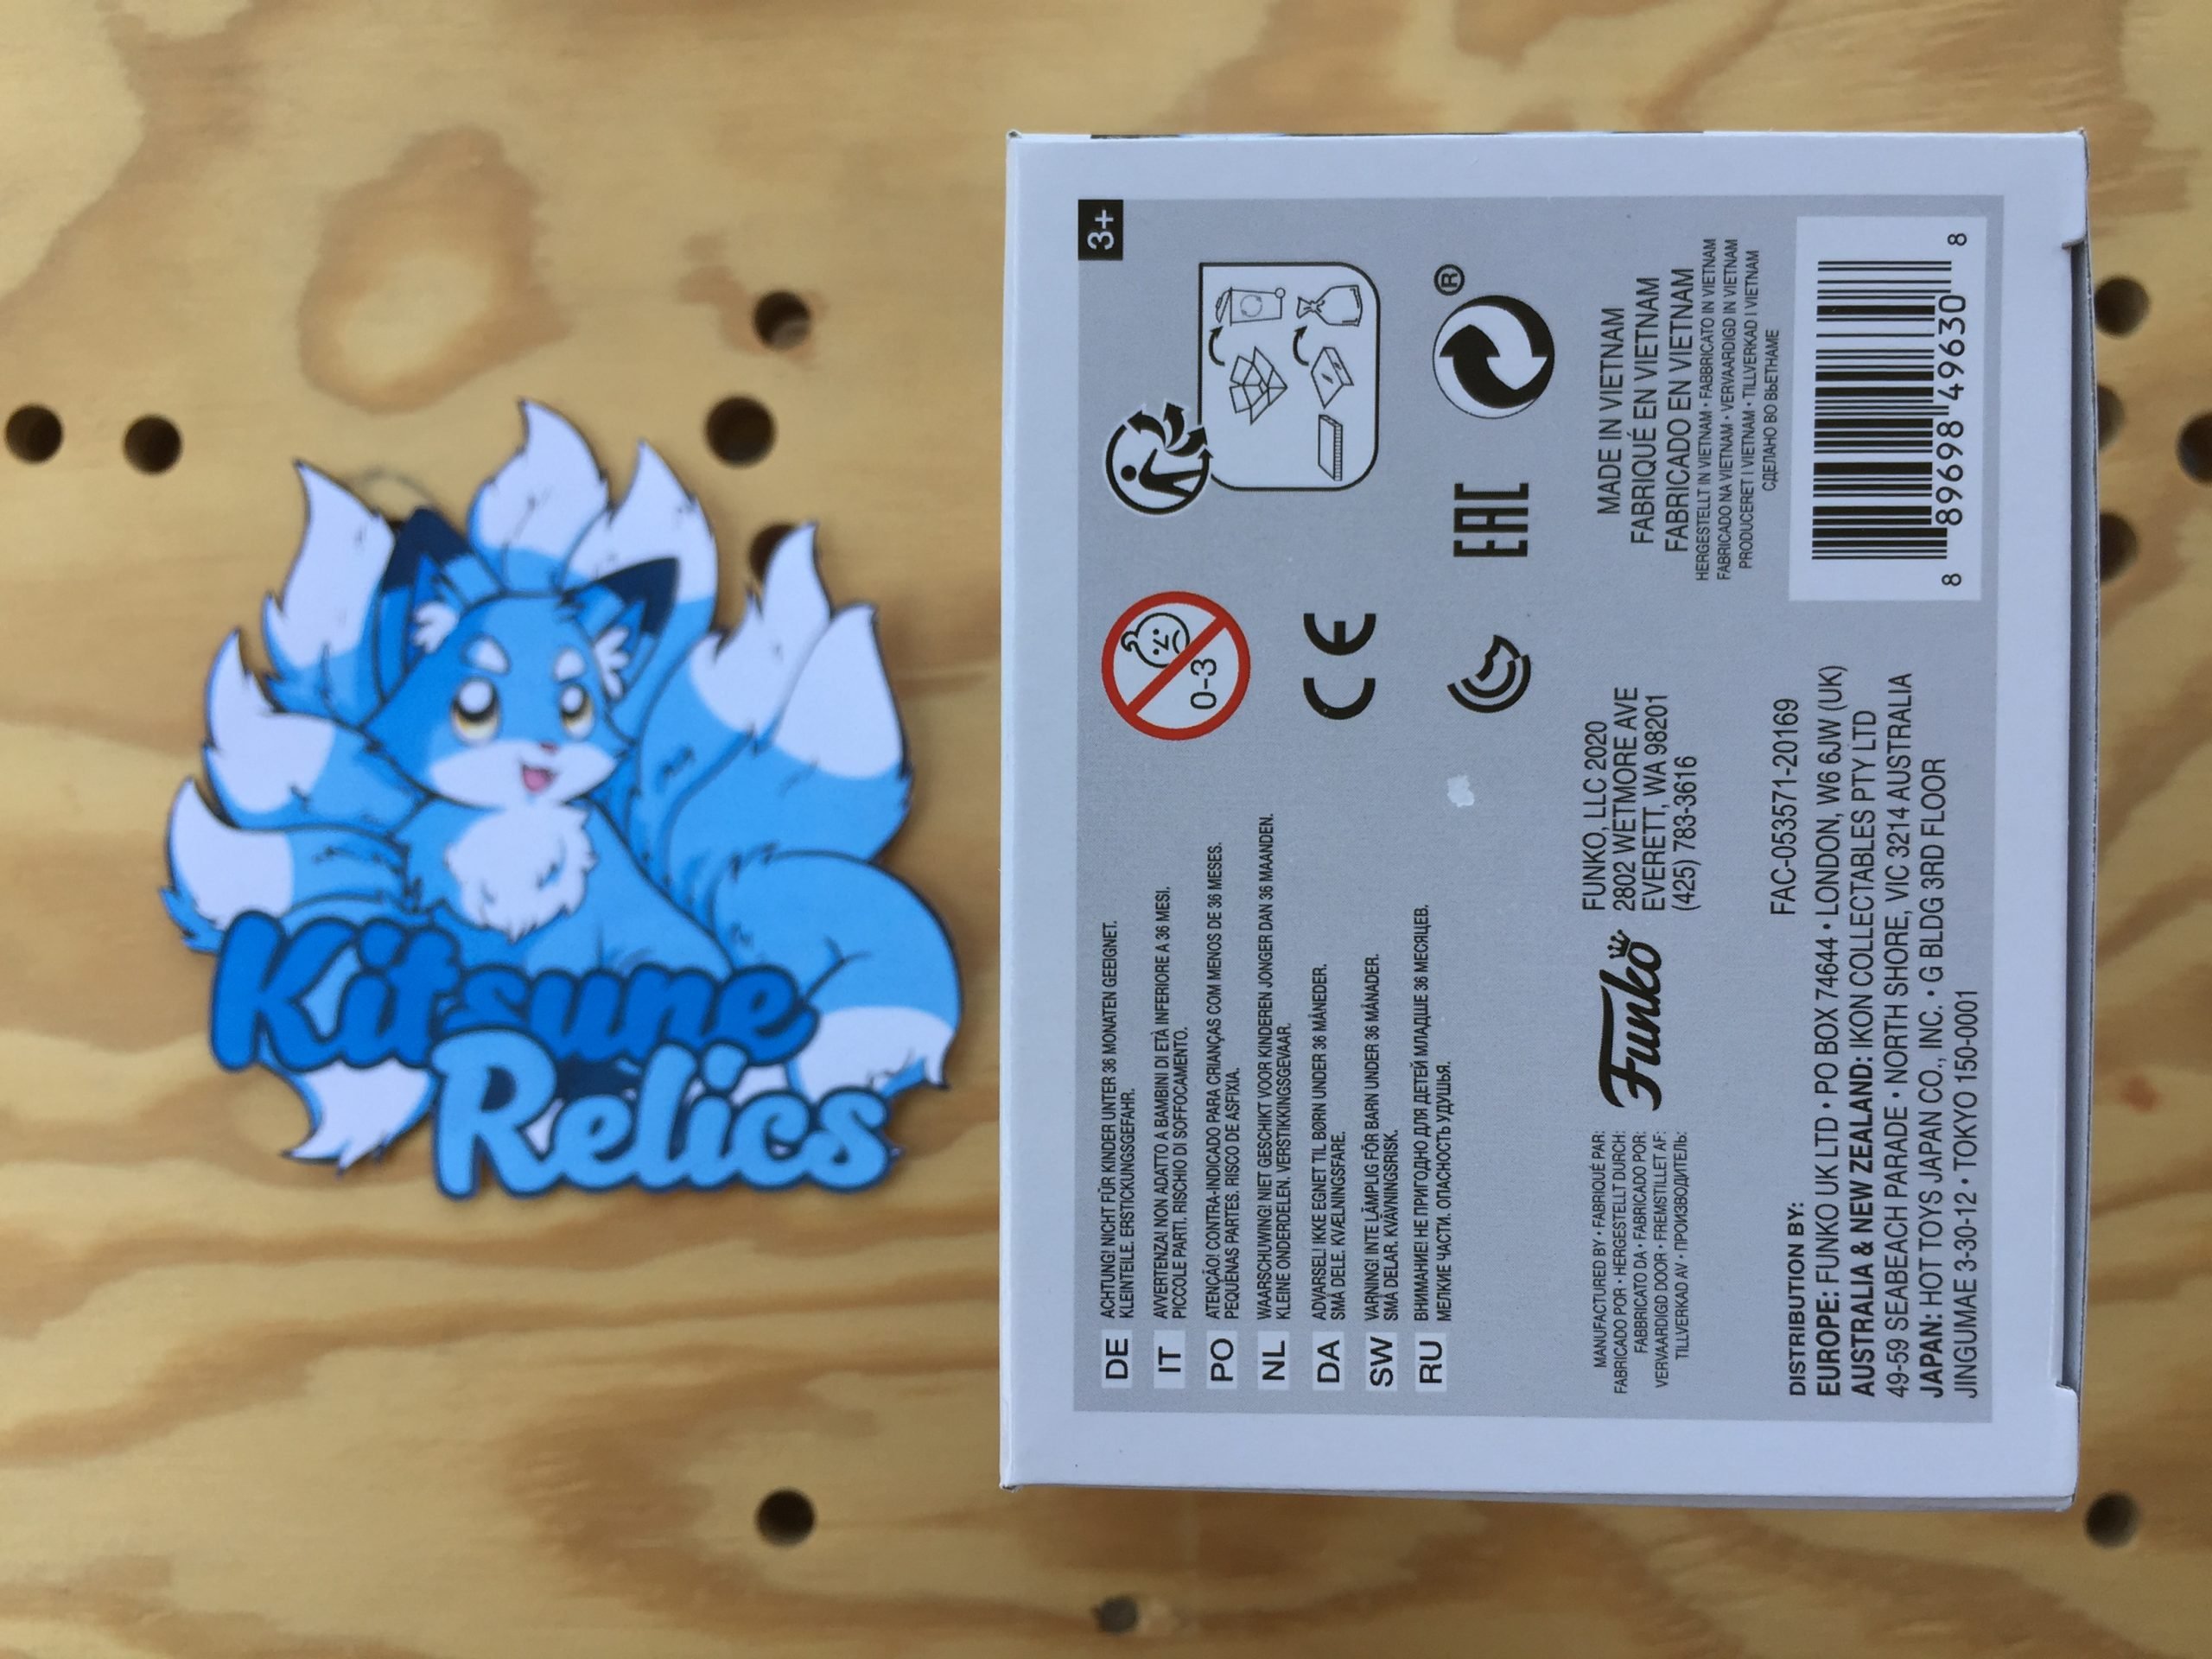 Kitsune
Relics
3+
DE
ACHTUNG! NICHT FÜR KINDER UNTER 36 MONATEN GEEIGNET.
KLEINTEILE. ERSTICKUNGSGEFAHR.
IT
AVVERTENZA! NON ADATTO A BAMBINI DI ETÀ INFERIORE A 36 MESI.
PICCOLE PARTI. RISCHIO DI SOFFOCAMENTO.
PO
ATENÇÃO! CONTRA-INDICADO PARA CRIANÇAS COM MENOS DE 36 MESES.
PEQUENAS PARTES. RISCO DE ASFIXIA.
NL
WAARSCHUWING! NIET GESCHIKT VOOR KINDEREN JONGER DAN 36 MAANDEN.
KLEINE ONDERDELEN. VERSTIKKINGSGEVAAR.
DA
ADVARSEL! IKKE EGNET TIL BØRN UNDER 36 MÅNEDER.
SMÅ DELE. KVÆLNINGSFARE.
SW
VARNING! INTE LÄMPLIG FÖR BARN UNDER 36 MÅNADER.
SMÅ DELAR. KVÄVNINGSRISK.
RU
ВНИМАНИЕ! НЕ ПРИГОДНО ДЛЯ ДЕТЕЙ МЛАДШЕ 36 МЕСЯЦЕВ.
МЕЛКИЕ ЧАСТИ. ОПАСНОСТЬ УДУШЬЯ.
0-3
CE
EAC
®
MANUFACTURED BY • FABRIQUÉ PAR:
FABRICADO POR • HERGESTELLT DURCH:
FABBRICATO DA • FABRICADO POR:
VERVAARDIGD DOOR • FREMSTILLET AF:
TILLVERKAD AV • ПРОИЗВОДИТЕЛЬ:
Funko
FUNKO, LLC 2020
2802 WETMORE AVE
EVERETT, WA 98201
(425) 783-3616
MADE IN VIETNAM
FABRIQUÉ EN VIETNAM
FABRICADO EN VIETNAM
HERGESTELLT IN VIETNAM • FABBRICATO IN VIETNAM
FABRICADO NA VIETNAM • VERVAARDIGD IN VIETNAM
PRODUCERET I VIETNAM • TILLVERKAD I VIETNAM
СДЕЛАНО ВО ВЬЕТНАМЕ
FAC-053571-20169
DISTRIBUTION BY:
EUROPE: FUNKO UK LTD • PO BOX 74644 • LONDON, W6 6JW (UK)
AUSTRALIA & NEW ZEALAND: IKON COLLECTABLES PTY LTD
49-59 SEABEACH PARADE • NORTH SHORE, VIC 3214 AUSTRALIA
JAPAN: HOT TOYS JAPAN CO., INC. • G BLDG 3RD FLOOR
JINGUMAE 3-30-12 • TOKYO 150-0001
8 89698 49630 8